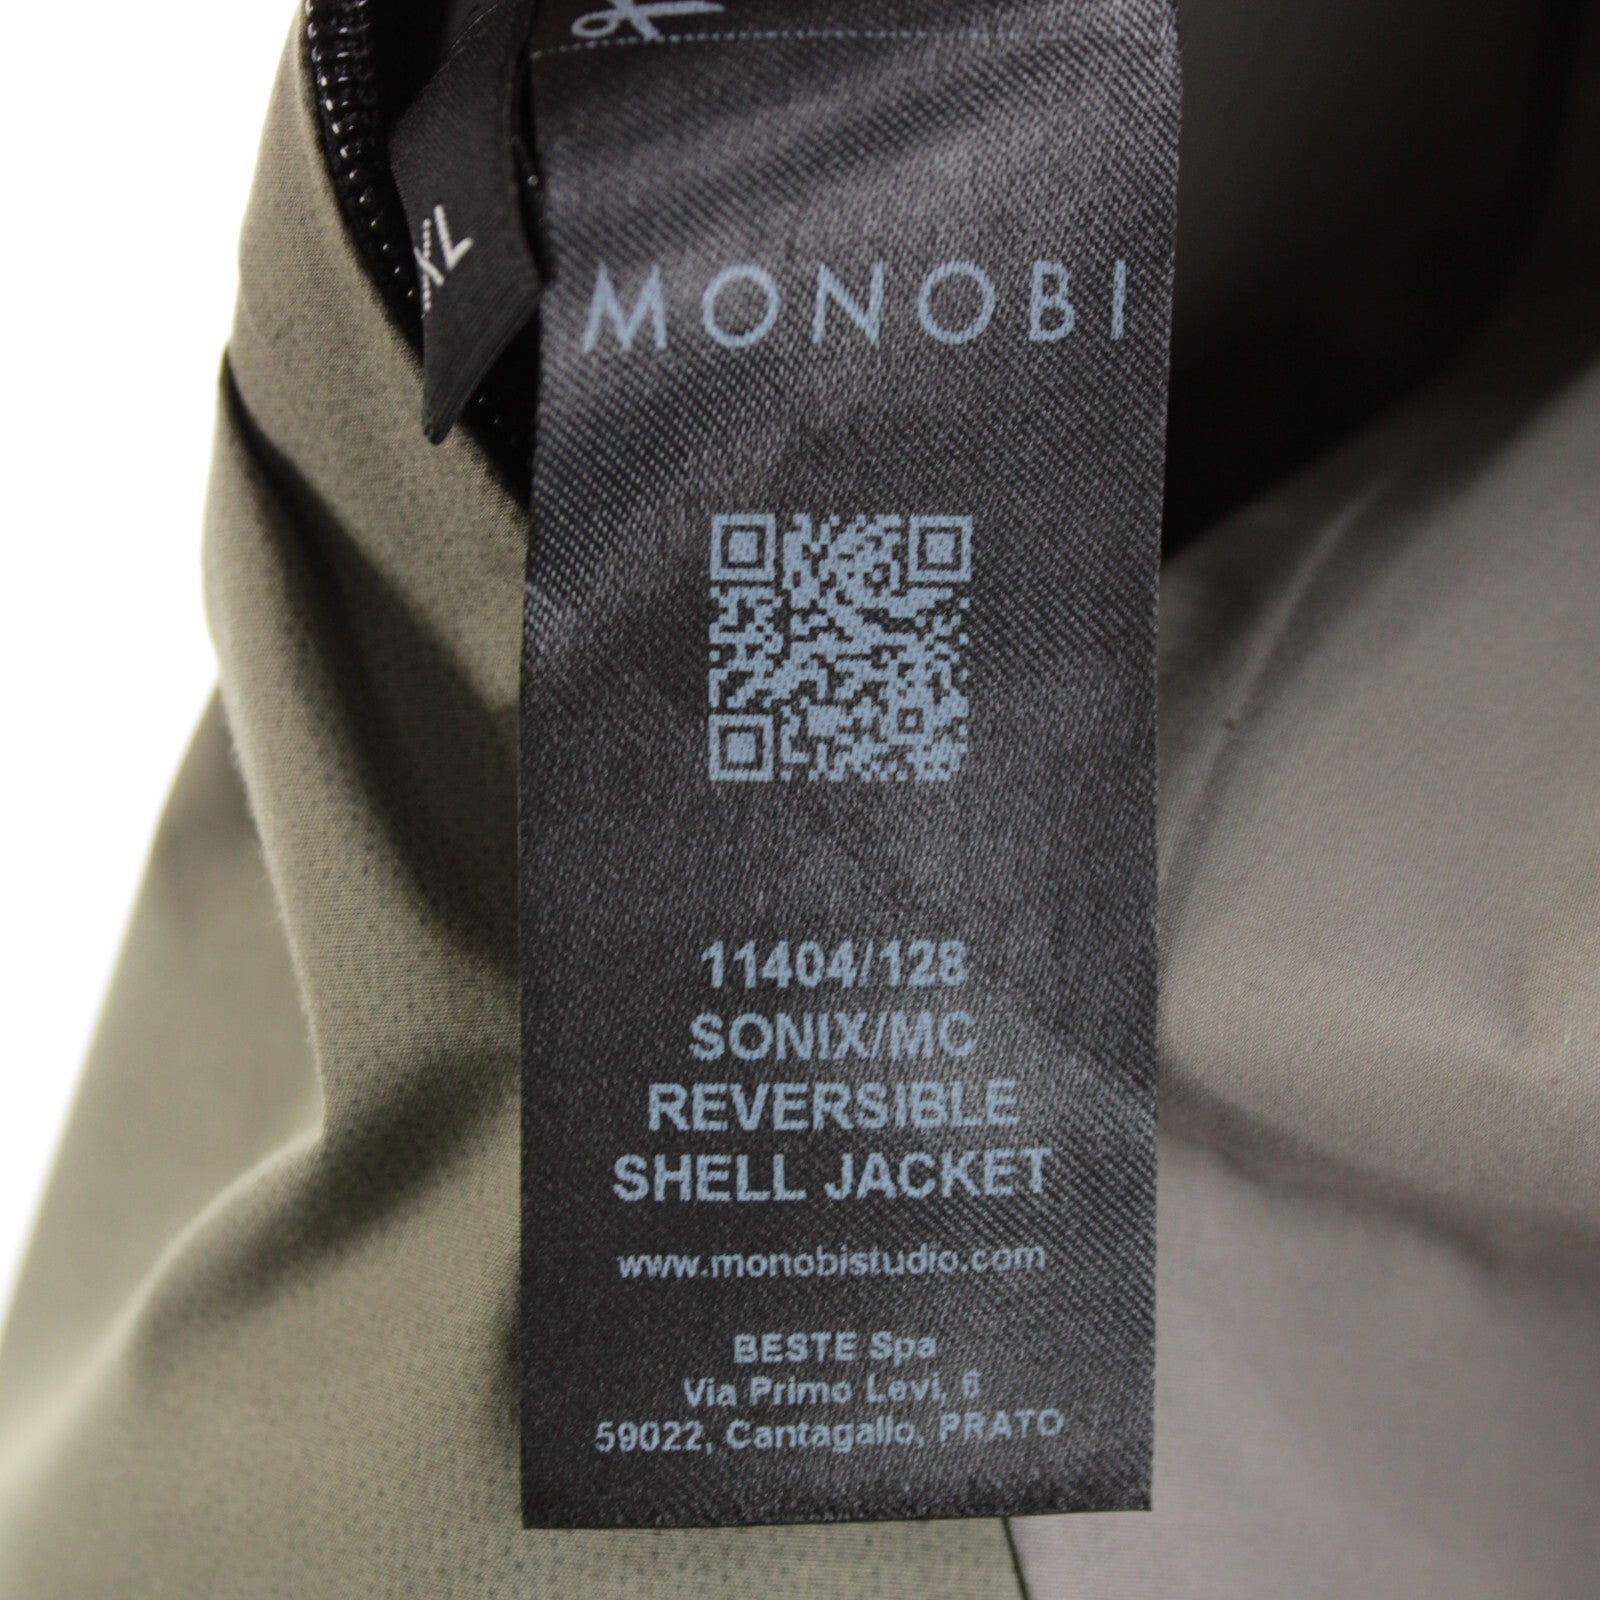 XL
MONOBI
11404/128
SONIX/MC
REVERSIBLE
SHELL JACKET
www.monobistudio.com
BESTE Spa
Via Primo Levi, 6
59022, Cantagallo, PRATO